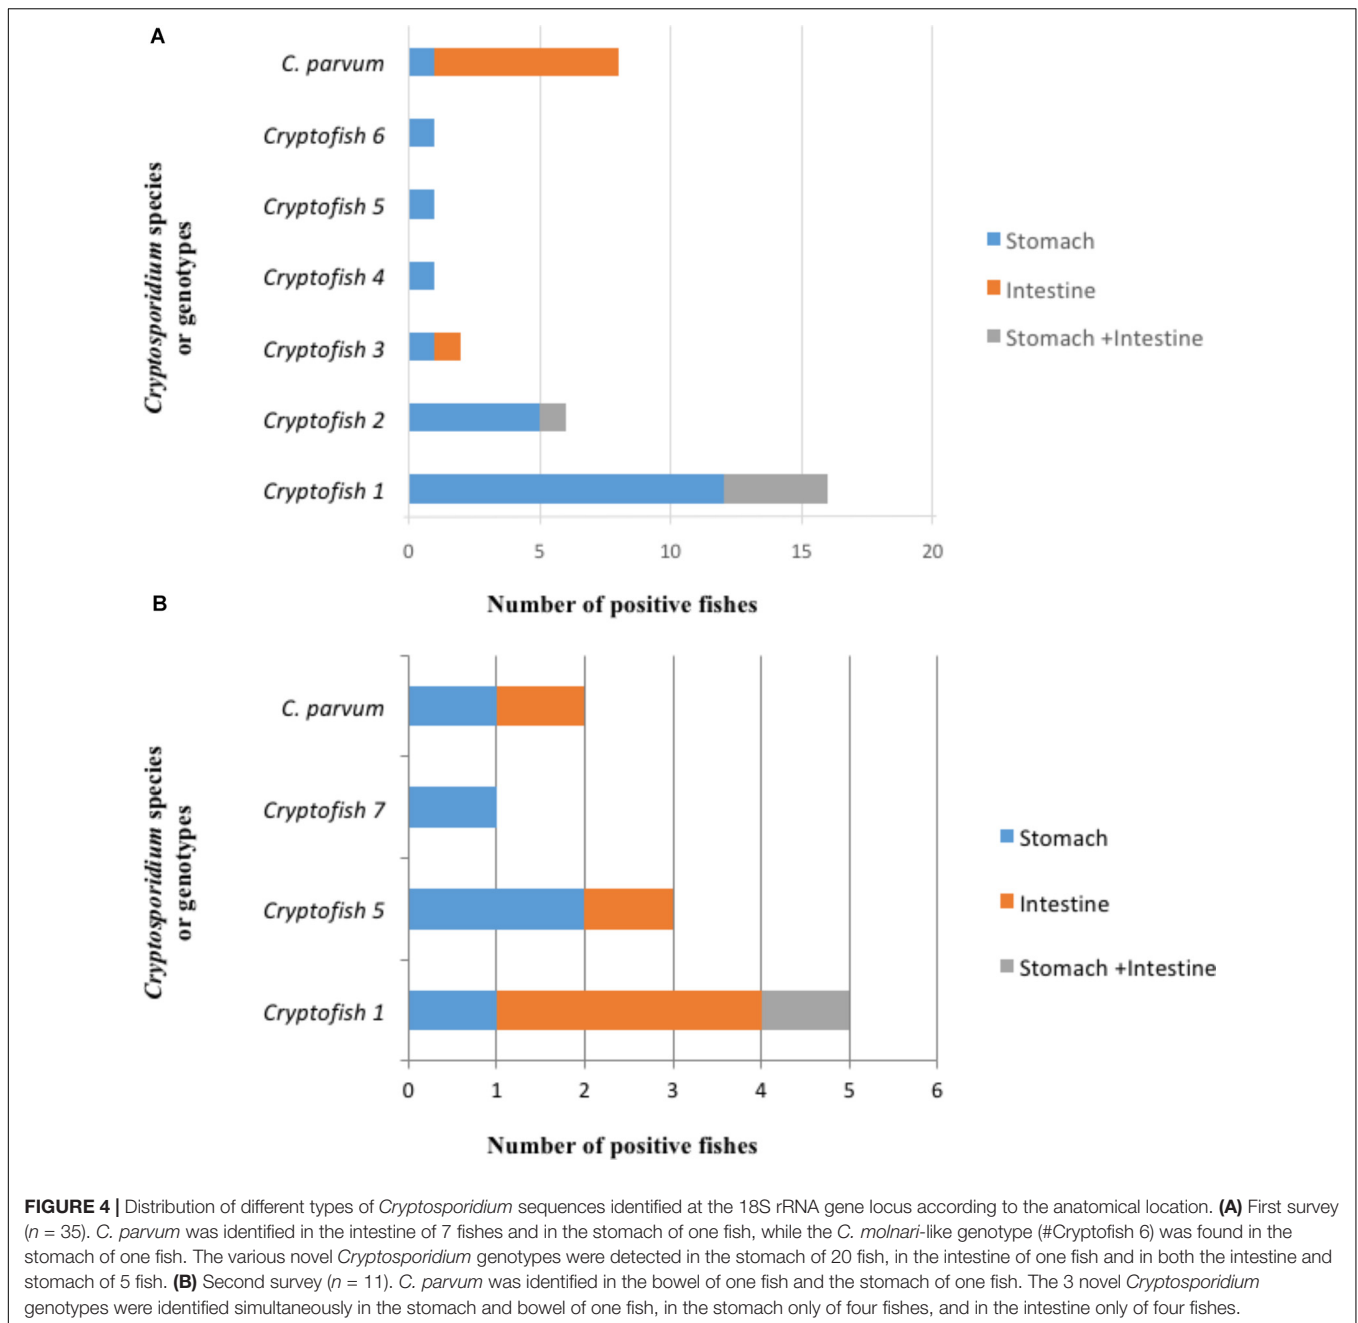 A
C. parvum
Cryptofish 6
Cryptofish 5
Cryptofish 4
Cryptofish 3
Cryptofish 2
Cryptofish 1
Cryptosporidium species
or genotypes
0 5 10 15 20
Number of positive fishes
Stomach
Intestine
Stomach +Intestine
B
C. parvum
Cryptofish 7
Cryptofish 5
Cryptofish 1
Cryptosporidium species
or genotypes
0 1 2 3 4 5 6
Number of positive fishes
Stomach
Intestine
Stomach +Intestine
FIGURE 4 | Distribution of different types of Cryptosporidium sequences identified at the 18S rRNA gene locus according to the anatomical location. (A) First survey
(n = 35). C. parvum was identified in the intestine of 7 fishes and in the stomach of one fish, while the C. molnari-like genotype (#Cryptofish 6) was found in the
stomach of one fish. The various novel Cryptosporidium genotypes were detected in the stomach of 20 fish, in the intestine of one fish and in both the intestine and
stomach of 5 fish. (B) Second survey (n = 11). C. parvum was identified in the bowel of one fish and the stomach of one fish. The 3 novel Cryptosporidium
genotypes were identified simultaneously in the stomach and bowel of one fish, in the stomach only of four fishes, and in the intestine only of four fishes.